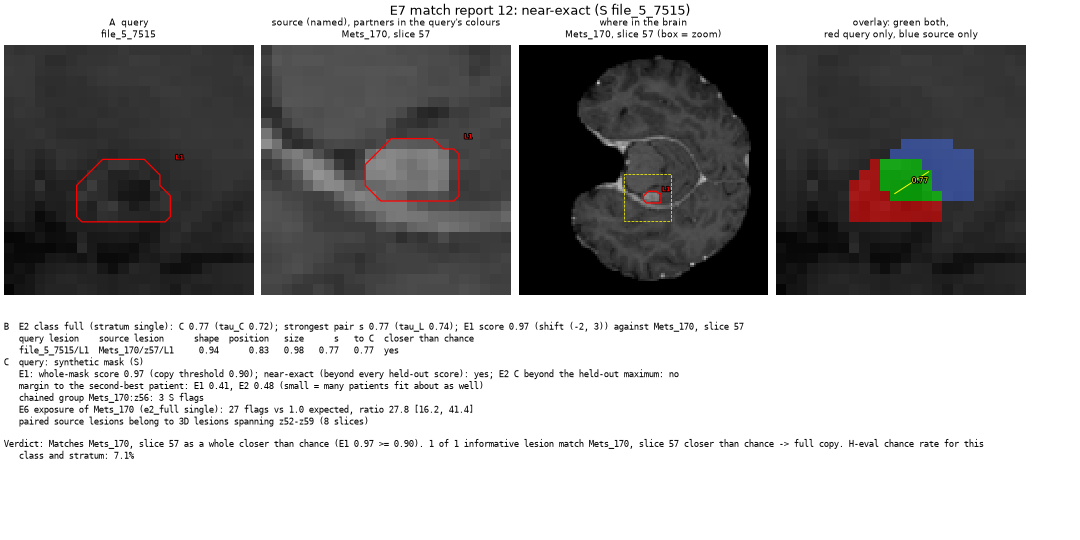 E7 match report 12: near-exact (S file_5_7515)
A query
file_5_7515
source (named), partners in the query's colours
Mets_170, slice 57
where in the brain
Mets_170, slice 57 (box = zoom)
overlay: green both,
red query only, blue source only
L1
L1
L1
0.77
B E2 class full (stratum single): C 0.77 (tau_C 0.72); strongest pair s 0.77 (tau_L 0.74); E1 score 0.97 (shift (-2, 3)) against Mets_170, slice 57
query lesion source lesion shape position size s to C closer than chance
file_5_7515/L1 Mets_170/z57/L1 0.94 0.83 0.98 0.77 0.77 yes
C query: synthetic mask (S)
E1: whole-mask score 0.97 (copy threshold 0.90); near-exact (beyond every held-out score): yes; E2 C beyond the held-out maximum: no
margin to the second-best patient: E1 0.41, E2 0.48 (small = many patients fit about as well)
chained group Mets_170:z56: 3 S flags
E6 exposure of Mets_170 (e2_full single): 27 flags vs 1.0 expected, ratio 27.8 [16.2, 41.4]
paired source lesions belong to 3D lesions spanning z52-z59 (8 slices)
Verdict: Matches Mets_170, slice 57 as a whole closer than chance (E1 0.97 >= 0.90). 1 of 1 informative lesion match Mets_170, slice 57 closer than chance -> full copy. H-eval chance rate for this
class and stratum: 7.1%